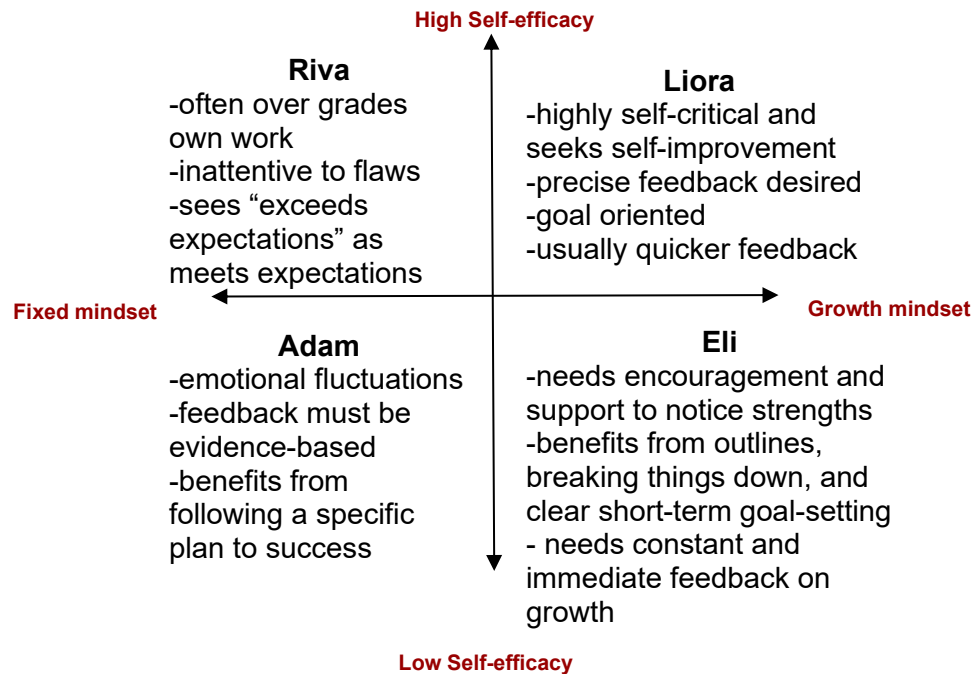 High Self-efficacy
Riva
-often over grades
own work
-inattentive to flaws
-sees “exceeds
expectations” as
meets expectations
Liora
-highly self-critical and
seeks self-improvement
-precise feedback desired
-goal oriented
-usually quicker feedback
Fixed mindset
Growth mindset
Adam
-emotional fluctuations
-feedback must be
evidence-based
-benefits from
following a specific
plan to success
Eli
-needs encouragement and
support to notice strengths
-benefits from outlines,
breaking things down, and
clear short-term goal-setting
- needs constant and
immediate feedback on
growth
Low Self-efficacy